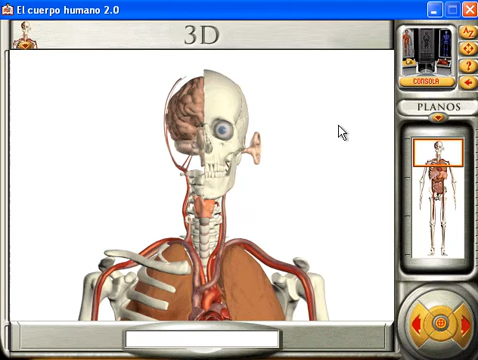 El cuerpo humano 2.0
3D
A/Z
?
CONSOLA
PLANOS